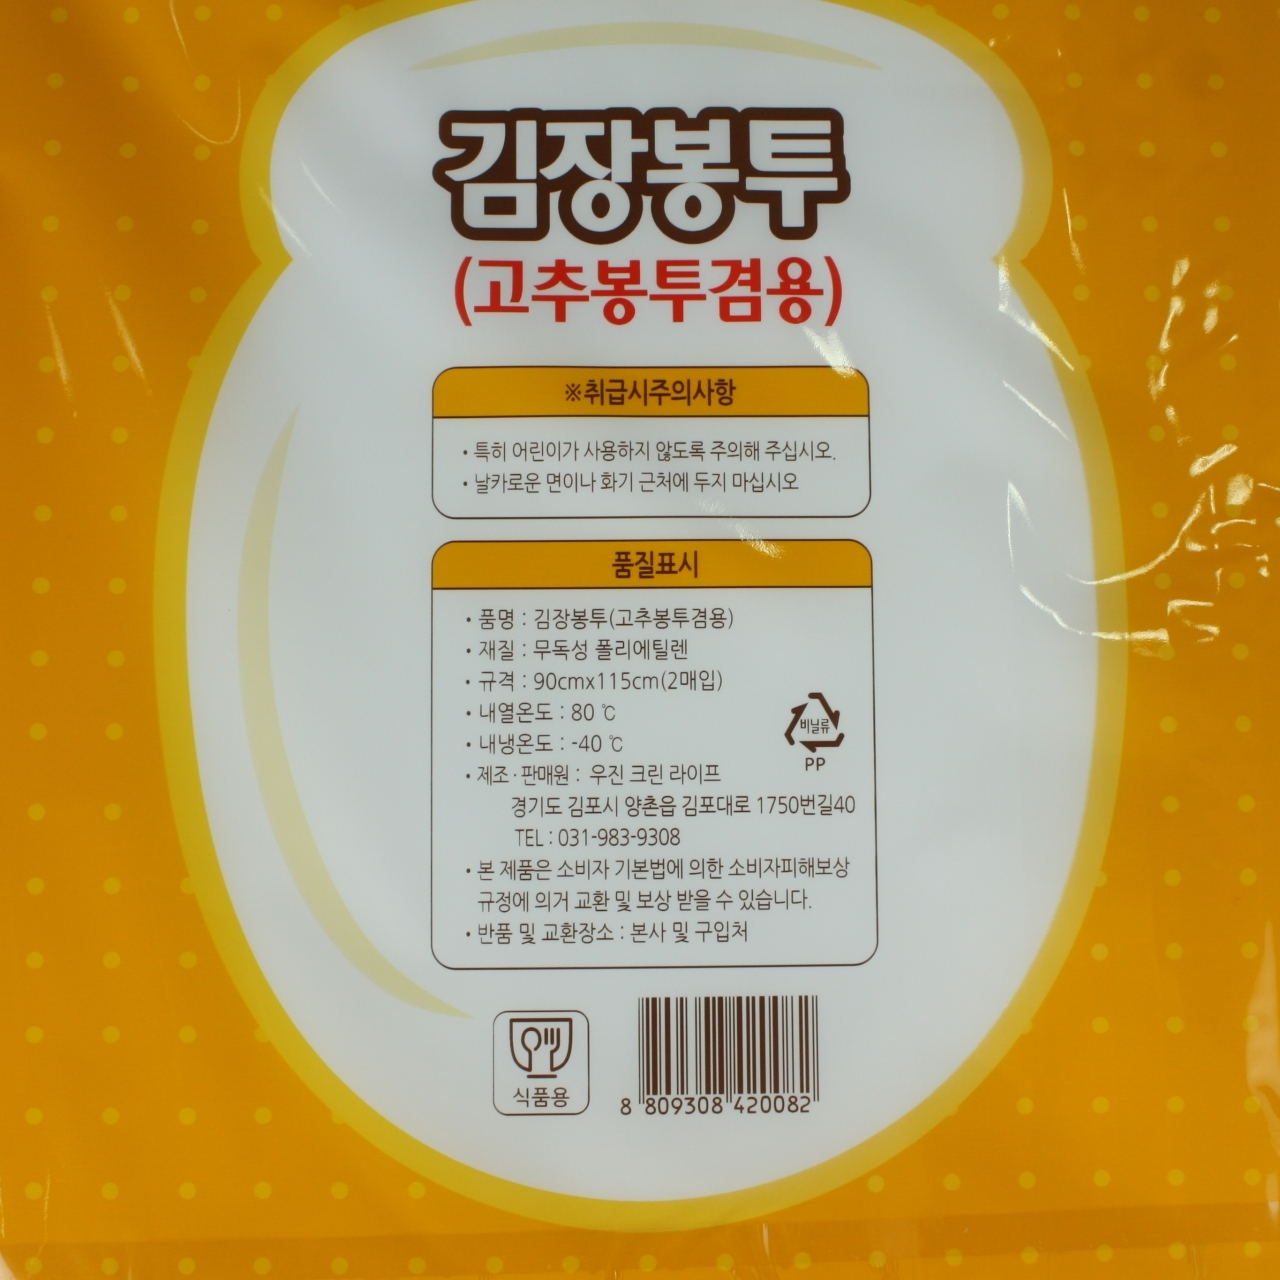 김장봉투
(고추봉투겸용)
※취급시주의사항
• 특히 어린이가 사용하지 않도록 주의해 주십시오.
• 날카로운 면이나 화기 근처에 두지 마십시오
품질표시
• 품명 : 김장봉투(고추봉투겸용)
• 재질 : 무독성 폴리에틸렌
• 규격 : 90cmx115cm(2매입)
• 내열온도 : 80 ℃
• 내냉온도 : -40 ℃
• 제조·판매원 : 우진 크린 라이프
경기도 김포시 양촌읍 김포대로 1750번길40
TEL : 031-983-9308
• 본 제품은 소비자 기본법에 의한 소비자피해보상
규정에 의거 교환 및 보상 받을 수 있습니다.
• 반품 및 교환장소 : 본사 및 구입처
비닐류
PP
식품용
8 809308 420082